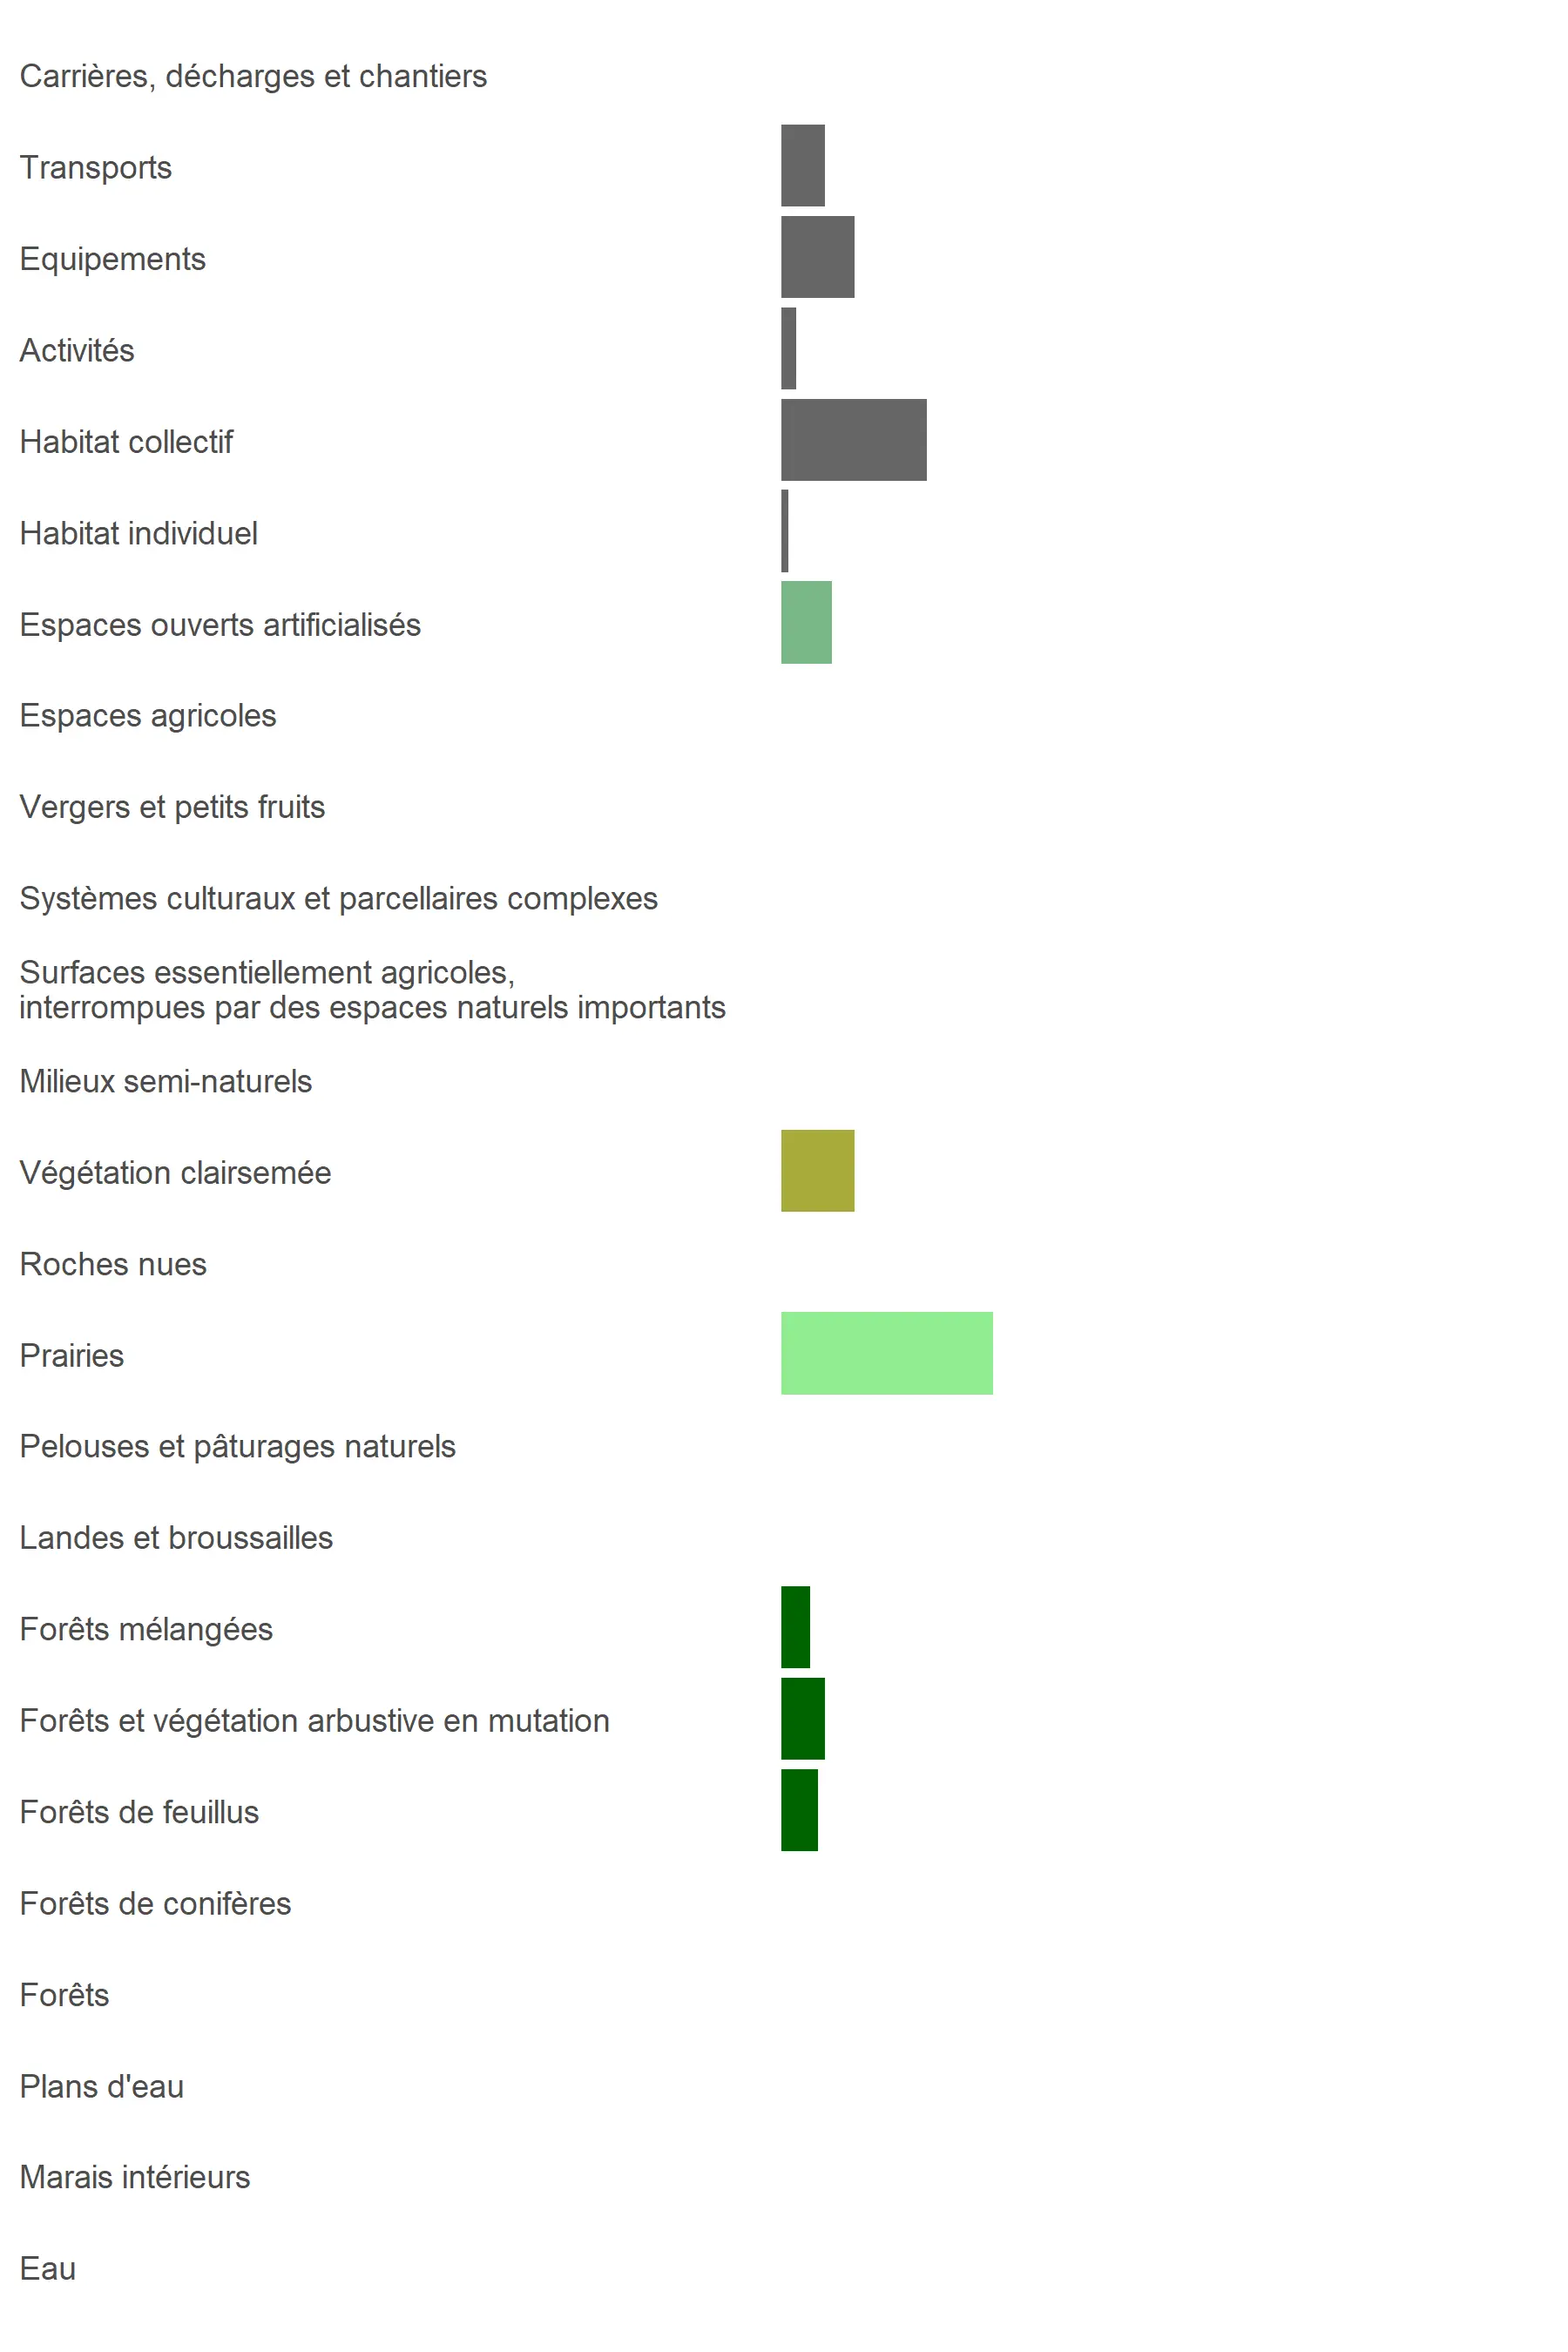 Carrières, décharges et chantiers
Transports
Equipements
Activités
Habitat collectif
Habitat individuel
Espaces ouverts artificialisés
Espaces agricoles
Vergers et petits fruits
Systèmes culturaux et parcellaires complexes
Surfaces essentiellement agricoles,
interrompues par des espaces naturels importants
Milieux semi-naturels
Végétation clairsemée
Roches nues
Prairies
Pelouses et pâturages naturels
Landes et broussailles
Forêts mélangées
Forêts et végétation arbustive en mutation
Forêts de feuillus
Forêts de conifères
Forêts
Plans d'eau
Marais intérieurs
Eau